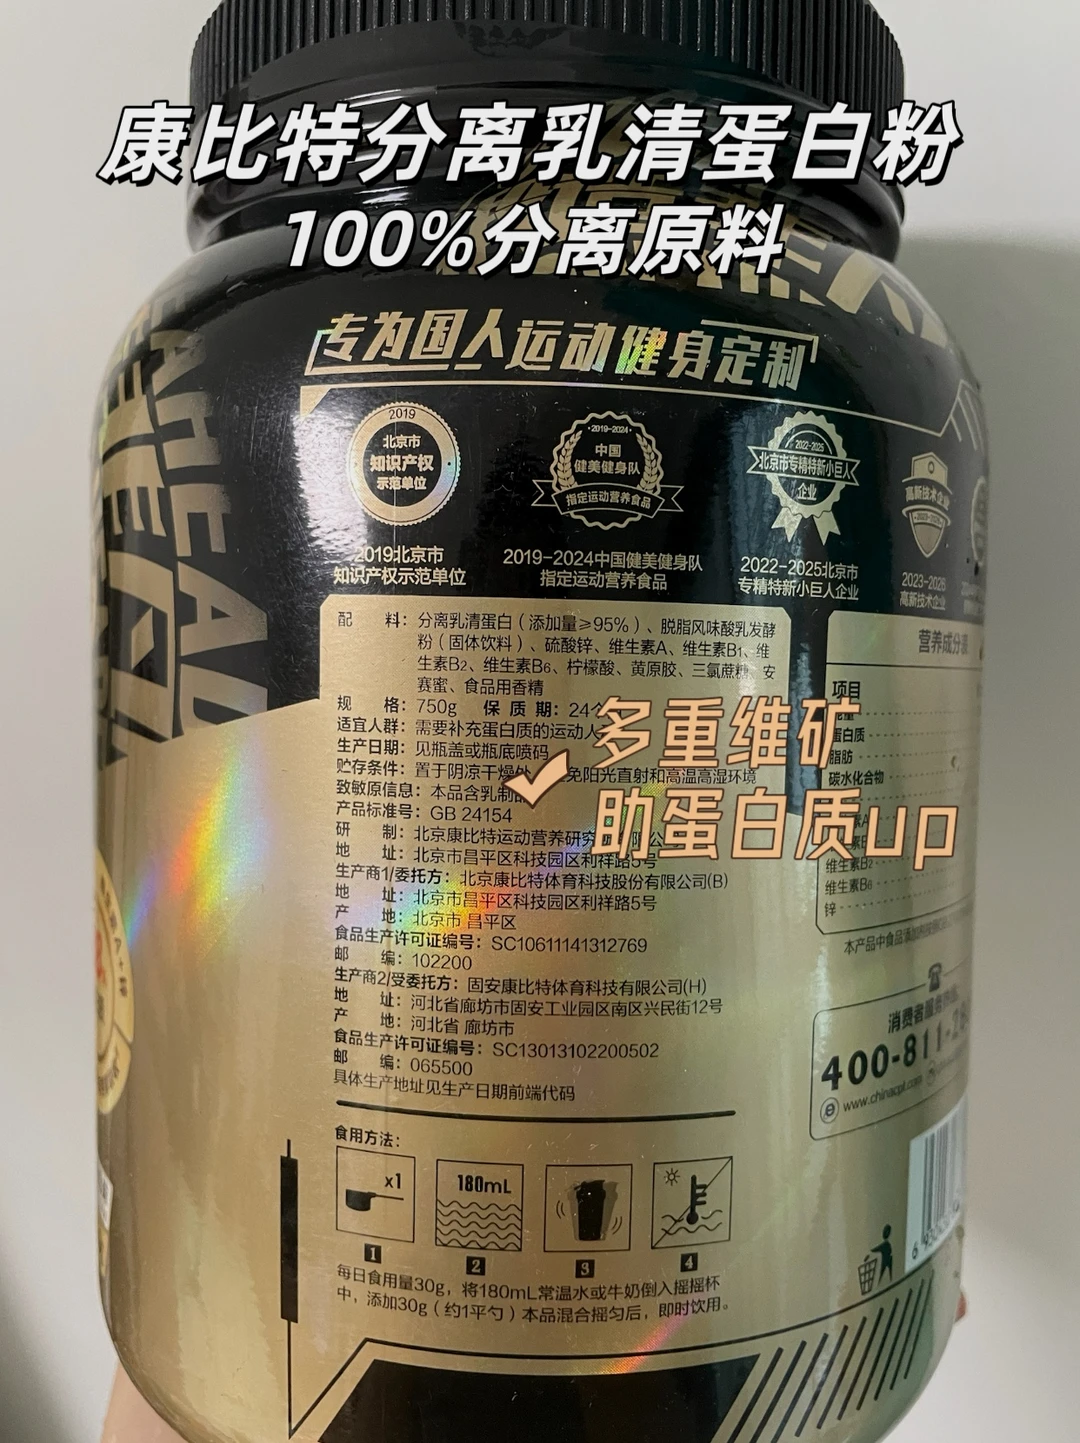 康比特分离乳清蛋白粉
100%分离原料
专为国人运动健身定制
2019
北京市
知识产权
示范单位
2019北京市
知识产权示范单位
·2019-2024·
中国
健美健身队
指定运动营养食品
2019-2024中国健美健身队
指定运动营养食品
2022-2025
北京市专精特新小巨人
企业
2022-2025北京市
专精特新小巨人企业
高新技术企业
2023-2026
高新技术企业
配 料：分离乳清蛋白（添加量≥95%）、脱脂风味酸乳发酵
粉（固体饮料）、硫酸锌、维生素A、维生素B1、维
生素B2、维生素B6、柠檬酸、黄原胶、三氯蔗糖、安
赛蜜、食品用香精
规 格：750g 保 质 期：24个
适宜人群：需要补充蛋白质的运动人
生产日期：见瓶盖或瓶底喷码
贮存条件：置于阴凉干燥处 免阳光直射和高温高湿环境
致敏原信息：本品含乳制品
产品标准号：GB 24154
研 制：北京康比特运动营养研究 限公
地 址：北京市昌平区科技园区利祥路5号
生产商1/委托方：北京康比特体育科技股份有限公司(B)
地 址：北京市昌平区科技园区利祥路5号
产 地：北京市 昌平区
食品生产许可证编号：SC10611141312769
邮 编：102200
生产商2/受委托方：固安康比特体育科技有限公司(H)
地 址：河北省廊坊市固安工业园区南区兴民街12号
产 地：河北省 廊坊市
食品生产许可证编号：SC13013102200502
邮 编：065500
具体生产地址见生产日期前端代码
多重维矿
助蛋白质up
食用方法：
x1
180mL
1
2
3
4
每日食用量30g，将180mL常温水或牛奶倒入摇摇杯
中，添加30g（约1平勺）本品混合摇匀后，即时饮用。
营养成分表
项目
能量
蛋白质
脂肪
碳水化合物
维生素B2
维生素B6
锌
本产品中食品添加
消费者服务热线
400-811-
www.chinacpt.com
AHEAD